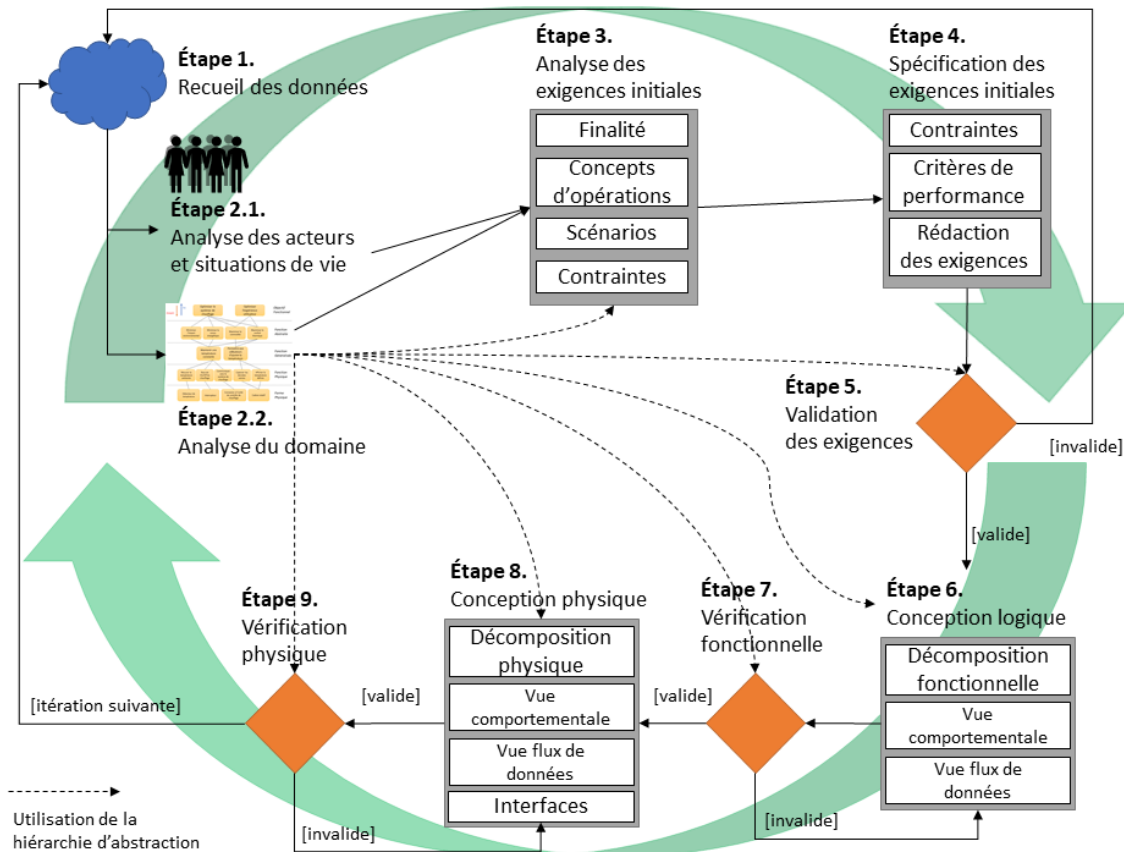 Étape 1.
Recueil des données
Étape 2.1.
Analyse des acteurs
et situations de vie
Étape 2.2.
Analyse du domaine
Étape 3.
Analyse des
exigences initiales
Finalité
Concepts
d'opérations
Scénarios
Contraintes
Étape 4.
Spécification des
exigences initiales
Contraintes
Critères de
performance
Rédaction
des exigences
Étape 5.
Validation
des exigences
[invalide]
[valide]
Étape 6.
Conception logique
Décomposition
fonctionnelle
Vue
comportementale
Vue flux de
données
[invalide]
Étape 7.
Vérification
fonctionnelle
[valide]
Étape 8.
Conception physique
Décomposition
physique
Vue
comportementale
Vue flux de
données
Interfaces
[valide]
[invalide]
Étape 9.
Vérification
physique
[itération suivante]
Utilisation de la
hiérarchie d'abstraction